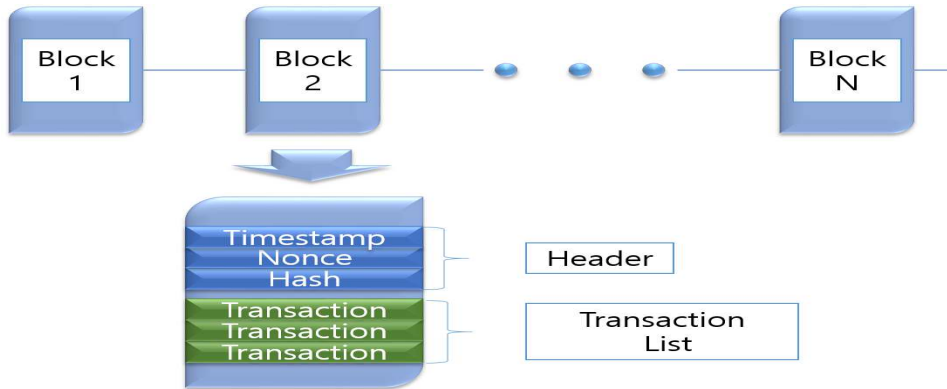 Block
1
Block
2
Block
N
Timestamp
Nonce
Hash
Header
Transaction
Transaction
Transaction
Transaction
List